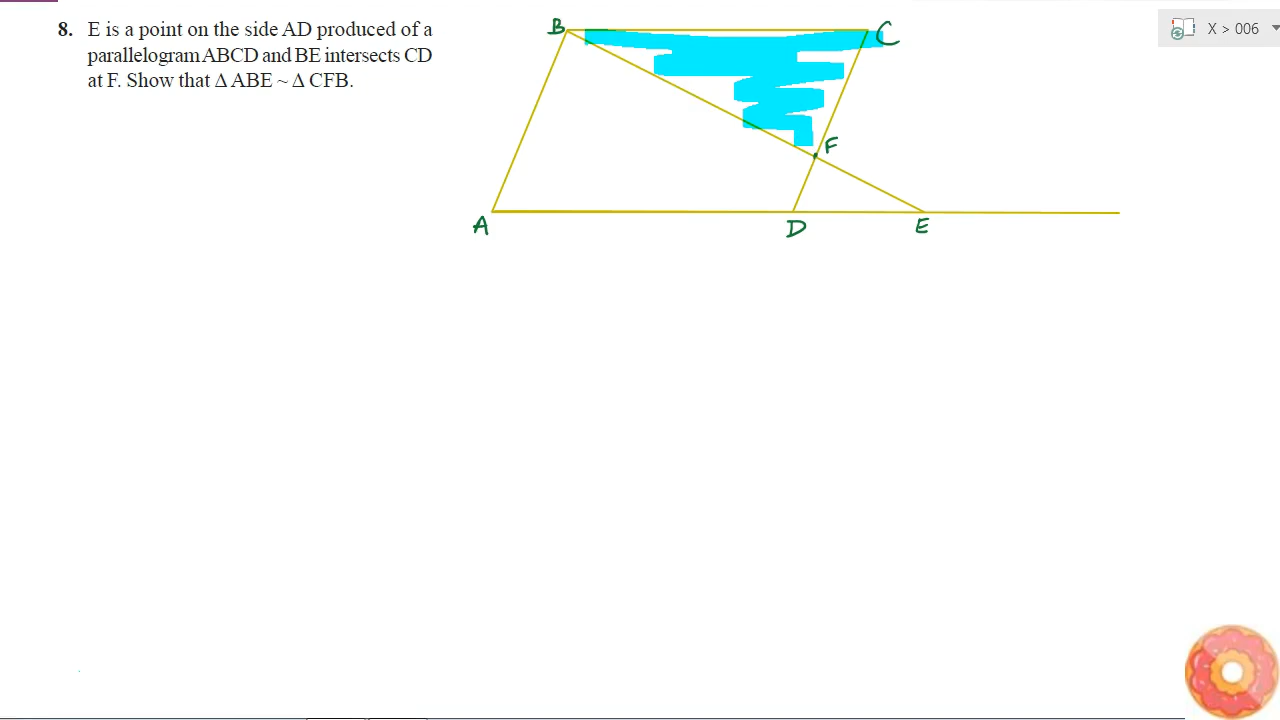 8. E is a point on the side AD produced of a
parallelogram ABCD and BE intersects CD
at F. Show that Δ ABE ~ Δ CFB.
B
C
X > 006
F
A
D
E